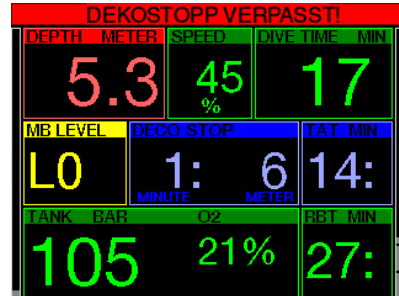 DEKOSTOPP VERPASST!
DEPTH METER SPEED DIVE TIME MIN
5.3 45 % 17
MB LEVEL DECO STOP TAT MIN
L0 1: 6 14:
MINUTE METER
TANK BAR O2 RBT MIN
105 21% 27: